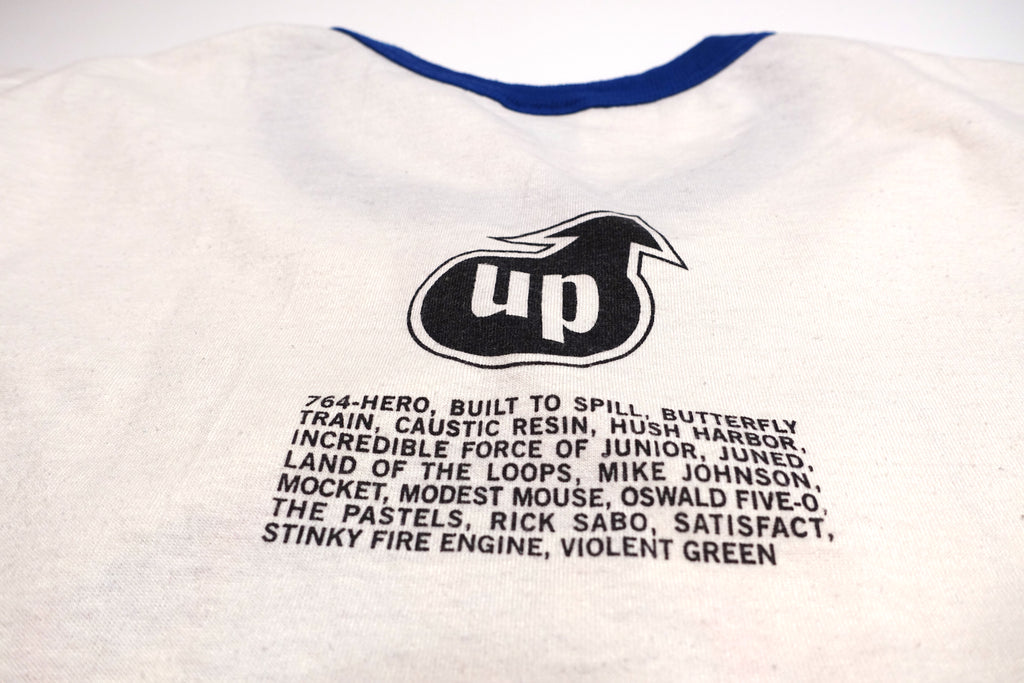 up
764-HERO, BUILT TO SPILL, BUTTERFLY
TRAIN, CAUSTIC RESIN, HUSH HARBOR,
INCREDIBLE FORCE OF JUNIOR, JUNED,
LAND OF THE LOOPS, MIKE JOHNSON,
MOCKET, MODEST MOUSE, OSWALD FIVE-O,
THE PASTELS, RICK SABO, SATISFACT,
STINKY FIRE ENGINE, VIOLENT GREEN